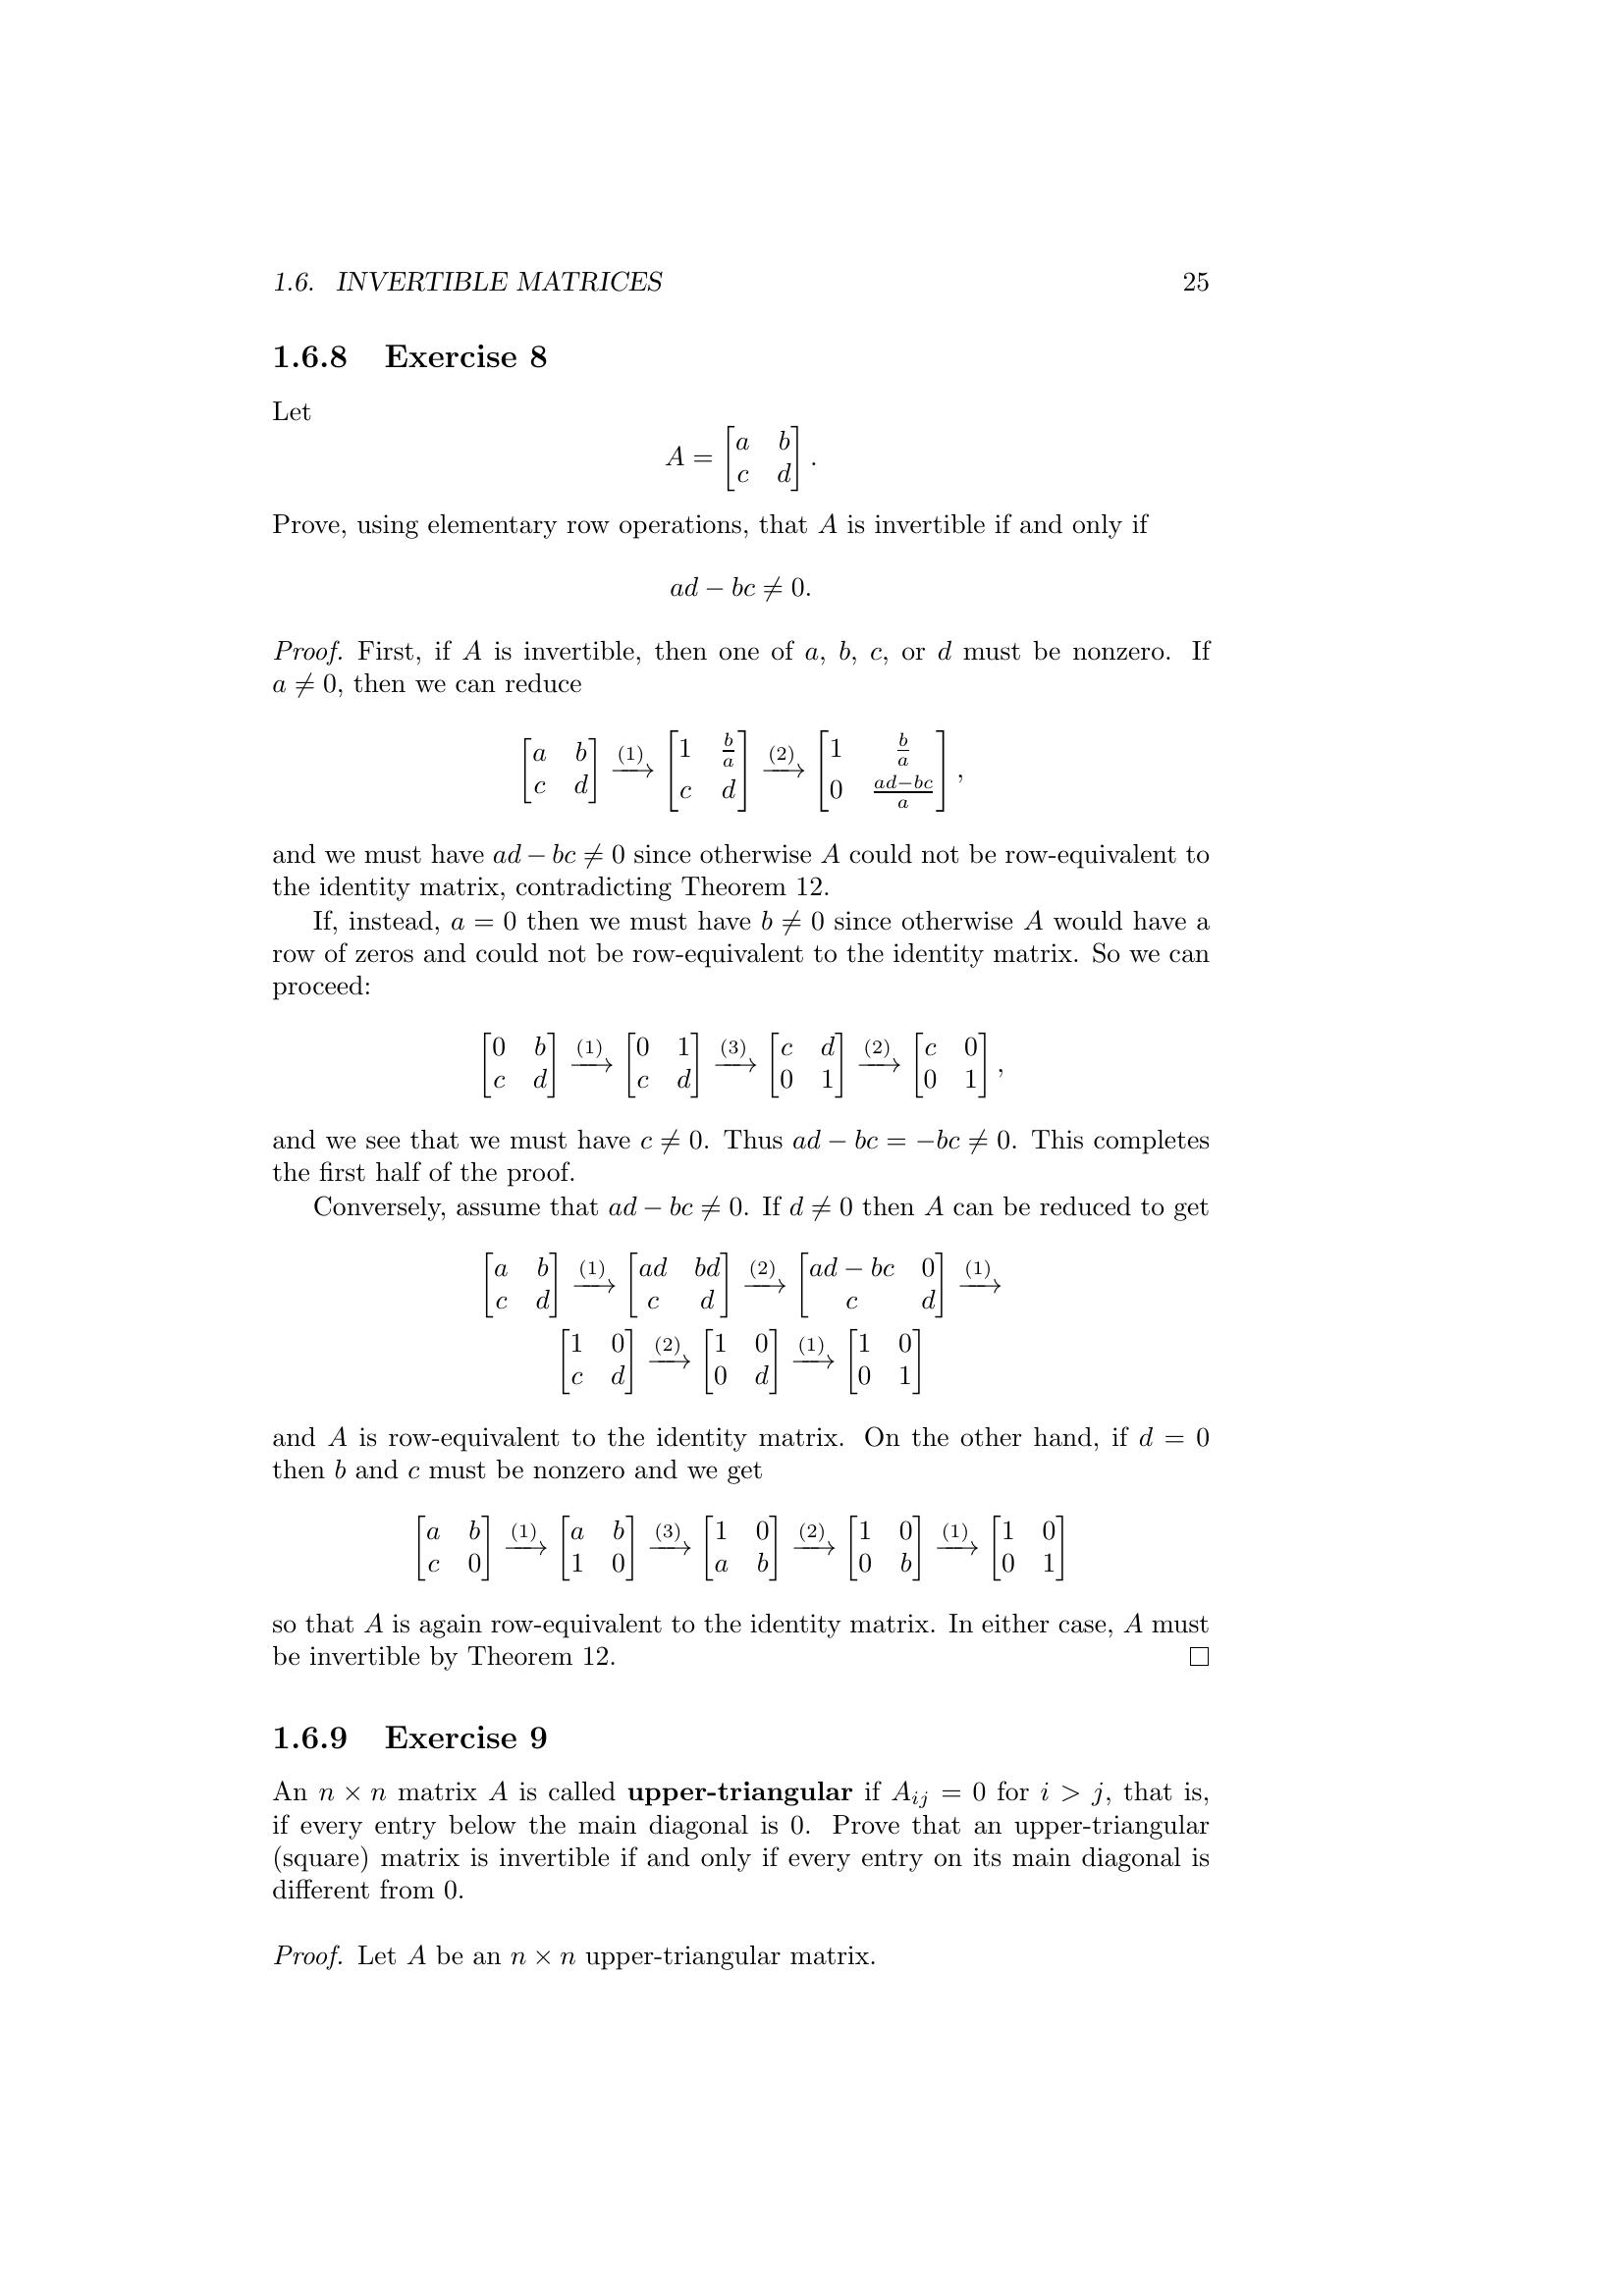 1.6. INVERTIBLE MATRICES 25
1.6.8 Exercise 8
Let
A = \begin{bmatrix} a & b \\ c & d \end{bmatrix}.
Prove, using elementary row operations, that A is invertible if and only if
ad − bc ≠ 0.
Proof. First, if A is invertible, then one of a, b, c, or d must be nonzero. If
a ≠ 0, then we can reduce
\begin{bmatrix} a & b \\ c & d \end{bmatrix} \xrightarrow{(1)} \begin{bmatrix} 1 & \frac{b}{a} \\ c & d \end{bmatrix} \xrightarrow{(2)} \begin{bmatrix} 1 & \frac{b}{a} \\ 0 & \frac{ad-bc}{a} \end{bmatrix},
and we must have ad − bc ≠ 0 since otherwise A could not be row-equivalent to
the identity matrix, contradicting Theorem 12.
If, instead, a = 0 then we must have b ≠ 0 since otherwise A would have a
row of zeros and could not be row-equivalent to the identity matrix. So we can
proceed:
\begin{bmatrix} 0 & b \\ c & d \end{bmatrix} \xrightarrow{(1)} \begin{bmatrix} 0 & 1 \\ c & d \end{bmatrix} \xrightarrow{(3)} \begin{bmatrix} c & d \\ 0 & 1 \end{bmatrix} \xrightarrow{(2)} \begin{bmatrix} c & 0 \\ 0 & 1 \end{bmatrix},
and we see that we must have c ≠ 0. Thus ad − bc = −bc ≠ 0. This completes
the first half of the proof.
Conversely, assume that ad − bc ≠ 0. If d ≠ 0 then A can be reduced to get
\begin{bmatrix} a & b \\ c & d \end{bmatrix} \xrightarrow{(1)} \begin{bmatrix} ad & bd \\ c & d \end{bmatrix} \xrightarrow{(2)} \begin{bmatrix} ad - bc & 0 \\ c & d \end{bmatrix} \xrightarrow{(1)}
\begin{bmatrix} 1 & 0 \\ c & d \end{bmatrix} \xrightarrow{(2)} \begin{bmatrix} 1 & 0 \\ 0 & d \end{bmatrix} \xrightarrow{(1)} \begin{bmatrix} 1 & 0 \\ 0 & 1 \end{bmatrix}
and A is row-equivalent to the identity matrix. On the other hand, if d = 0
then b and c must be nonzero and we get
\begin{bmatrix} a & b \\ c & 0 \end{bmatrix} \xrightarrow{(1)} \begin{bmatrix} a & b \\ 1 & 0 \end{bmatrix} \xrightarrow{(3)} \begin{bmatrix} 1 & 0 \\ a & b \end{bmatrix} \xrightarrow{(2)} \begin{bmatrix} 1 & 0 \\ 0 & b \end{bmatrix} \xrightarrow{(1)} \begin{bmatrix} 1 & 0 \\ 0 & 1 \end{bmatrix}
so that A is again row-equivalent to the identity matrix. In either case, A must
be invertible by Theorem 12. □
1.6.9 Exercise 9
An n × n matrix A is called upper-triangular if A_{ij} = 0 for i > j, that is,
if every entry below the main diagonal is 0. Prove that an upper-triangular
(square) matrix is invertible if and only if every entry on its main diagonal is
different from 0.
Proof. Let A be an n × n upper-triangular matrix.